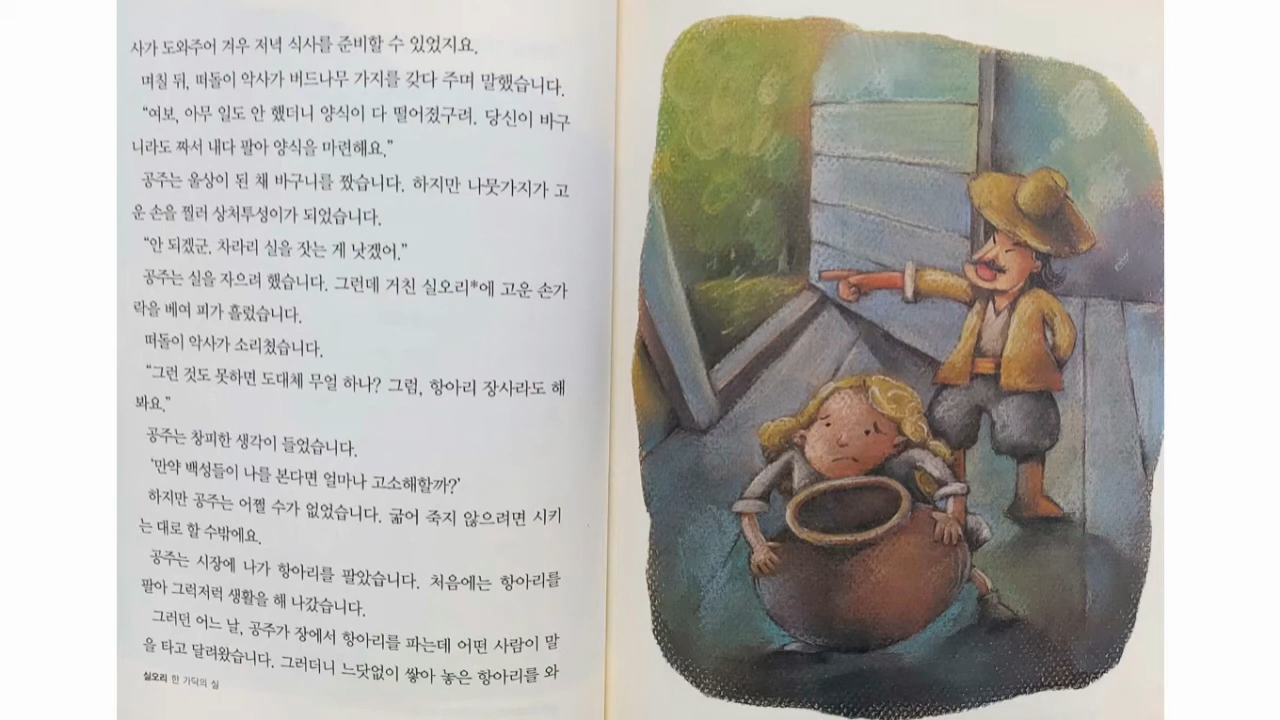 사가 도와주어 겨우 저녁 식사를 준비할 수 있었지요.
며칠 뒤, 떠돌이 악사가 버드나무 가지를 갖다 주며 말했습니다.
“여보, 아무 일도 안 했더니 양식이 다 떨어졌구려. 당신이 바구
니라도 짜서 내다 팔아 양식을 마련해요.”
공주는 울상이 된 채 바구니를 짰습니다. 하지만 나뭇가지가 고
운 손을 찔러 상처투성이가 되었습니다.
“안 되겠군. 차라리 실을 잣는 게 낫겠어.”
공주는 실을 자으려 했습니다. 그런데 거친 실오리*에 고운 손가
락을 베여 피가 흘렀습니다.
떠돌이 악사가 소리쳤습니다.
“그런 것도 못하면 도대체 무얼 하나? 그럼, 항아리 장사라도 해
봐요.”
공주는 창피한 생각이 들었습니다.
‘만약 백성들이 나를 본다면 얼마나 고소해할까?’
하지만 공주는 어쩔 수가 없었습니다. 굶어 죽지 않으려면 시키
는 대로 할 수밖에요.
공주는 시장에 나가 항아리를 팔았습니다. 처음에는 항아리를
팔아 그럭저럭 생활을 해 나갔습니다.
그러던 어느 날, 공주가 장에서 항아리를 파는데 어떤 사람이 말
을 타고 달려왔습니다. 그러더니 느닷없이 쌓아 놓은 항아리를 와
실오리 한 가닥의 실